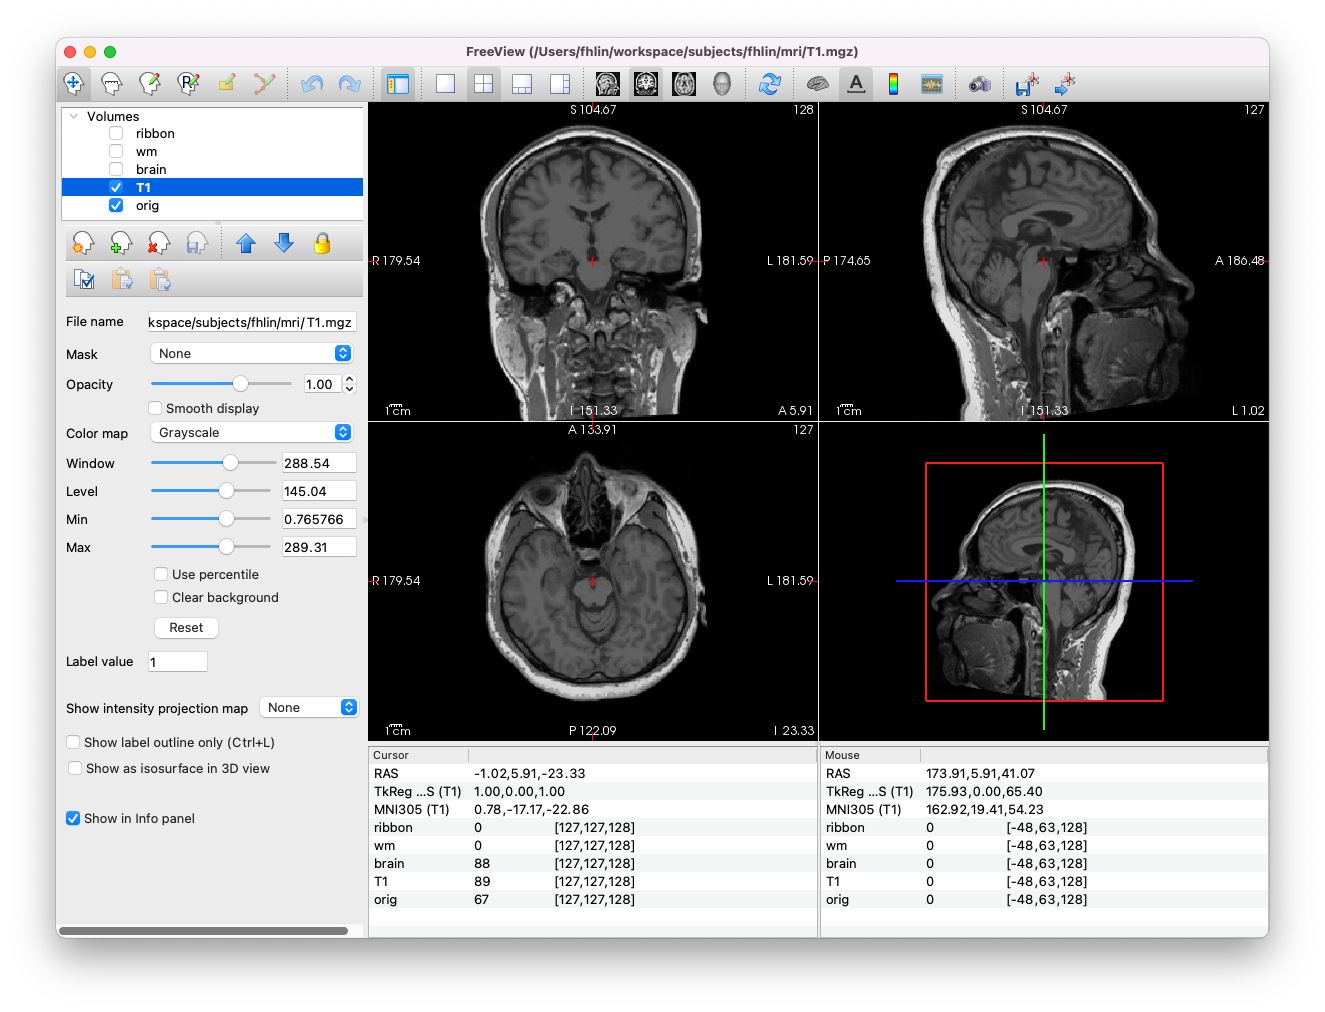 FreeView (/Users/fhlin/workspace/subjects/fhlin/mri/T1.mgz)
R
A
Volumes
ribbon
wm
brain
T1
orig
File name kspace/subjects/fhlin/mri/T1.mgz
Mask None
Opacity 1.00
Smooth display
Color map Grayscale
Window 288.54
Level 145.04
Min 0.765766
Max 289.31
Use percentile
Clear background
Reset
Label value 1
Show intensity projection map None
Show label outline only (Ctrl+L)
Show as isosurface in 3D view
Show in Info panel
S 104.67 128
R 179.54 L 181.59
1 cm I 151.33 A 5.91
S 104.67 127
P 174.65 A 186.48
1 cm I 151.33 L 1.02
A 133.91 127
R 179.54 L 181.59
1 cm P 122.09 I 23.33
Cursor
RAS -1.02,5.91,-23.33
TkReg ...S (T1) 1.00,0.00,1.00
MNI305 (T1) 0.78,-17.17,-22.86
ribbon 0 [127,127,128]
wm 0 [127,127,128]
brain 88 [127,127,128]
T1 89 [127,127,128]
orig 67 [127,127,128]
Mouse
RAS 173.91,5.91,41.07
TkReg ...S (T1) 175.93,0.00,65.40
MNI305 (T1) 162.92,19.41,54.23
ribbon 0 [-48,63,128]
wm 0 [-48,63,128]
brain 0 [-48,63,128]
T1 0 [-48,63,128]
orig 0 [-48,63,128]